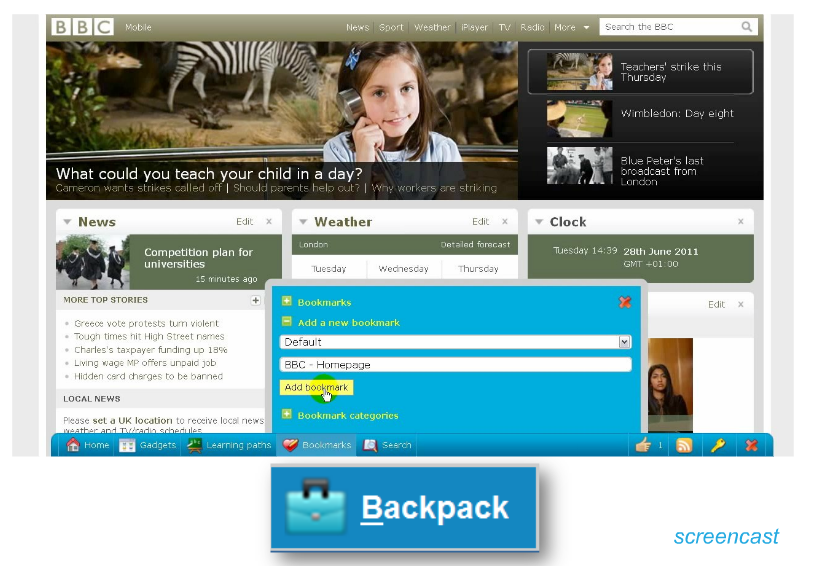 BBC Mobile News Sport Weather iPlayer TV Radio More Search the BBC
Teachers' strike this
Thursday
Wimbledon: Day eight
Blue Peter's last
broadcast from
London
What could you teach your child in a day?
Cameron wants strikes called off | Should parents help out? | Why workers are striking
News Edit x
Competition plan for
universities
15 minutes ago
MORE TOP STORIES
Greece vote protests turn violent
Tough times hit High Street names
Charles's taxpayer funding up 18%
Living wage MP offers unpaid job
Hidden card charges to be banned
LOCAL NEWS
Please set a UK location to receive local news
weather and TV/radio schedules
Weather Edit x
London Detailed forecast
Tuesday Wednesday Thursday
Clock x
Tuesday 14:39 28th June 2011
GMT +01:00
Edit x
Bookmarks
Add a new bookmark
Default
BBC - Homepage
Add bookmark
Bookmark categories
Home Gadgets Learning paths Bookmarks Search 1
Backpack
screencast